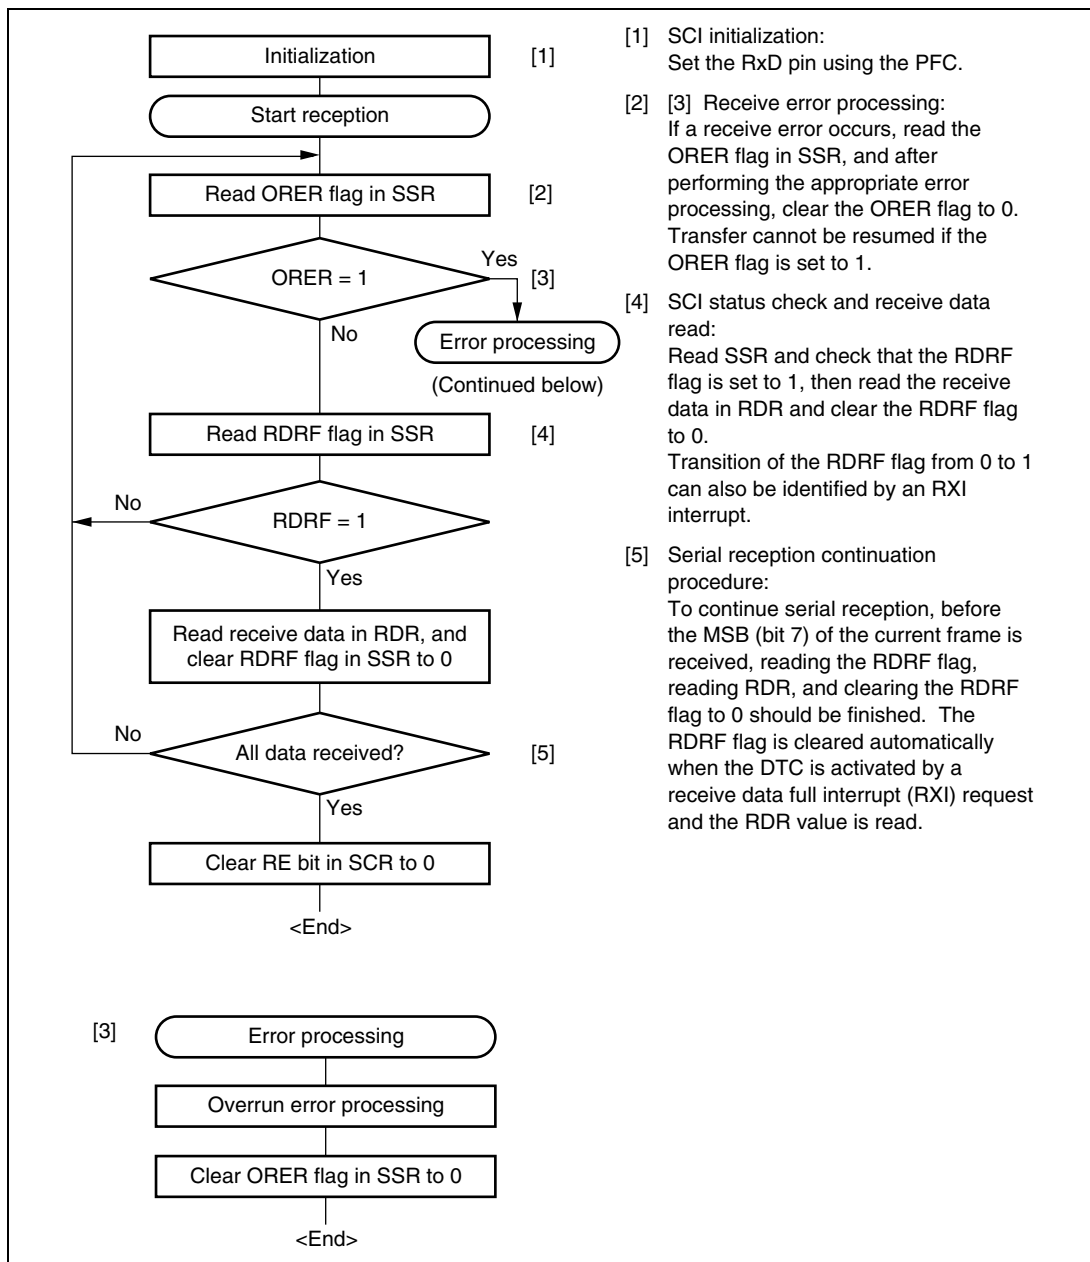 Initialization
[1]
Start reception
Read ORER flag in SSR
[2]
ORER = 1
Yes
[3]
No
Error processing
(Continued below)
Read RDRF flag in SSR
[4]
No
RDRF = 1
Yes
Read receive data in RDR, and
clear RDRF flag in SSR to 0
No
All data received?
[5]
Yes
Clear RE bit in SCR to 0
<End>
[3]
Error processing
Overrun error processing
Clear ORER flag in SSR to 0
<End>
[1] SCI initialization:
Set the RxD pin using the PFC.
[2] [3] Receive error processing:
If a receive error occurs, read the
ORER flag in SSR, and after
performing the appropriate error
processing, clear the ORER flag to 0.
Transfer cannot be resumed if the
ORER flag is set to 1.
[4] SCI status check and receive data
read:
Read SSR and check that the RDRF
flag is set to 1, then read the receive
data in RDR and clear the RDRF flag
to 0.
Transition of the RDRF flag from 0 to 1
can also be identified by an RXI
interrupt.
[5] Serial reception continuation
procedure:
To continue serial reception, before
the MSB (bit 7) of the current frame is
received, reading the RDRF flag,
reading RDR, and clearing the RDRF
flag to 0 should be finished. The
RDRF flag is cleared automatically
when the DTC is activated by a
receive data full interrupt (RXI) request
and the RDR value is read.